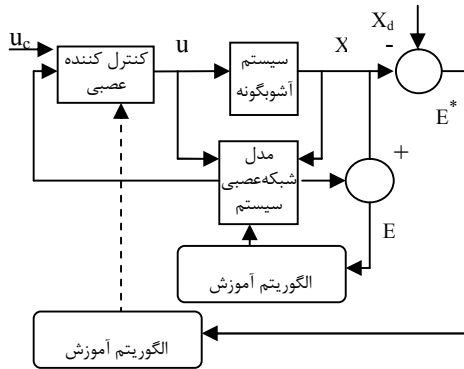 X_d
u_c
کنترل کننده
عصبی
u
سیستم
آشوبگونه
X
-
E*
مدل
شبکه‌عصبی
سیستم
+
E
الگوریتم آموزش
الگوریتم آموزش